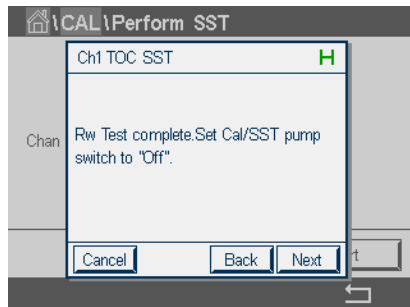 \CAL\Perform SST
Ch1 TOC SST H
Chan
Rw Test complete.Set Cal/SST pump
switch to "Off".
Cancel Back Next
t